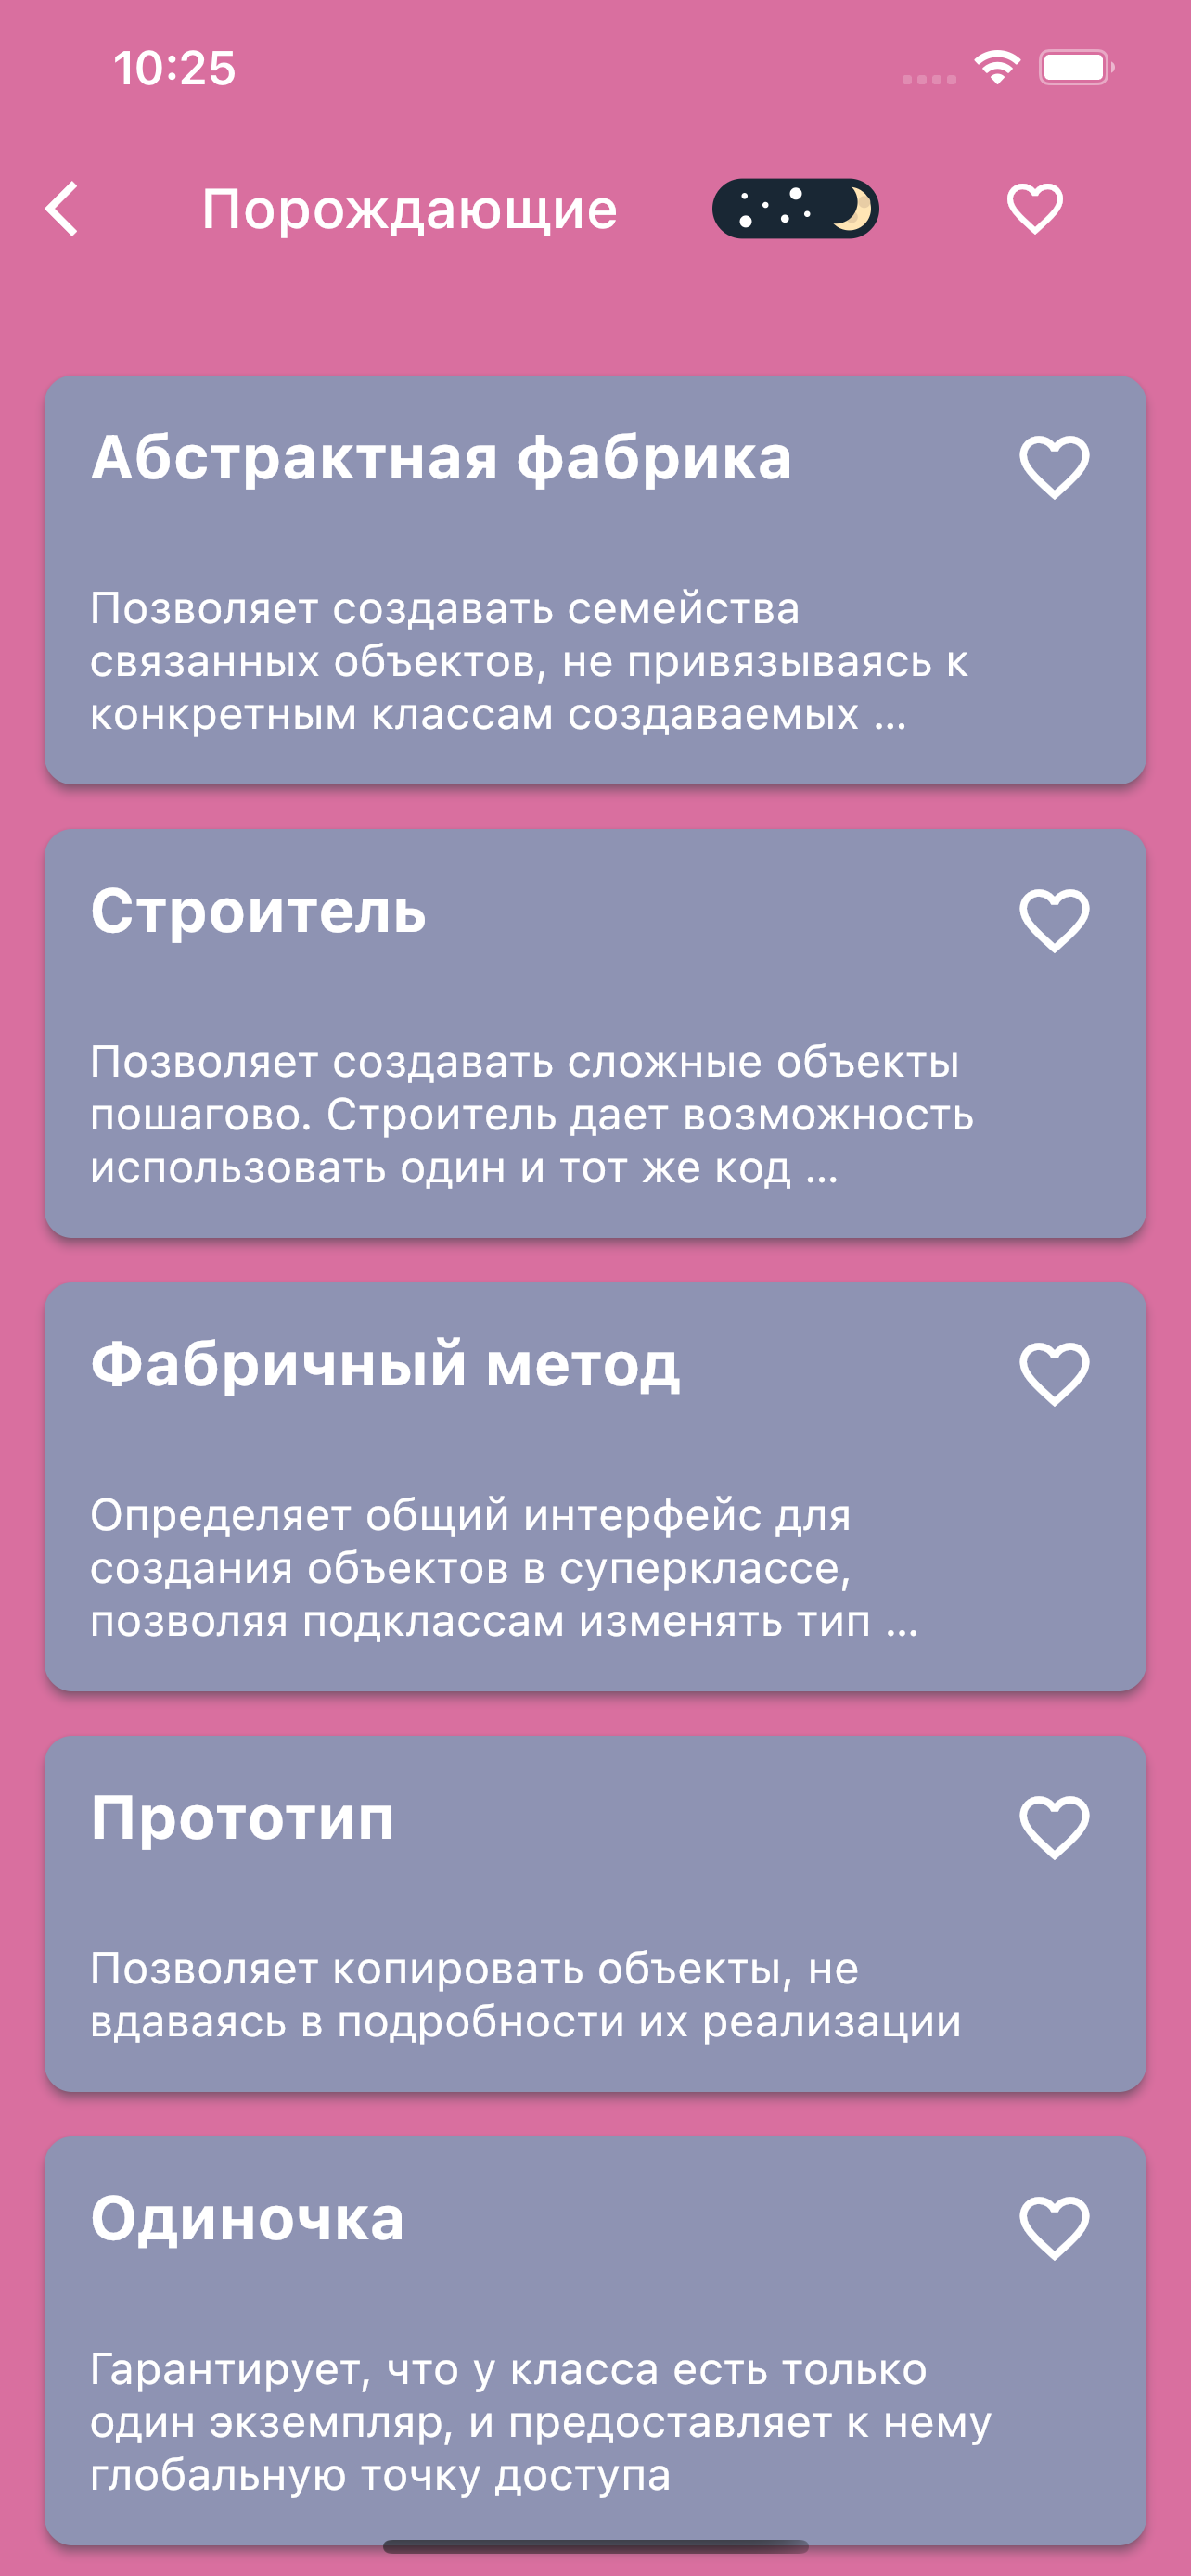 10:25
Порождающие
Абстрактная фабрика
Позволяет создавать семейства
связанных объектов, не привязываясь к
конкретным классам создаваемых ...
Строитель
Позволяет создавать сложные объекты
пошагово. Строитель дает возможность
использовать один и тот же код ...
Фабричный метод
Определяет общий интерфейс для
создания объектов в суперклассе,
позволяя подклассам изменять тип ...
Прототип
Позволяет копировать объекты, не
вдаваясь в подробности их реализации
Одиночка
Гарантирует, что у класса есть только
один экземпляр, и предоставляет к нему
глобальную точку доступа